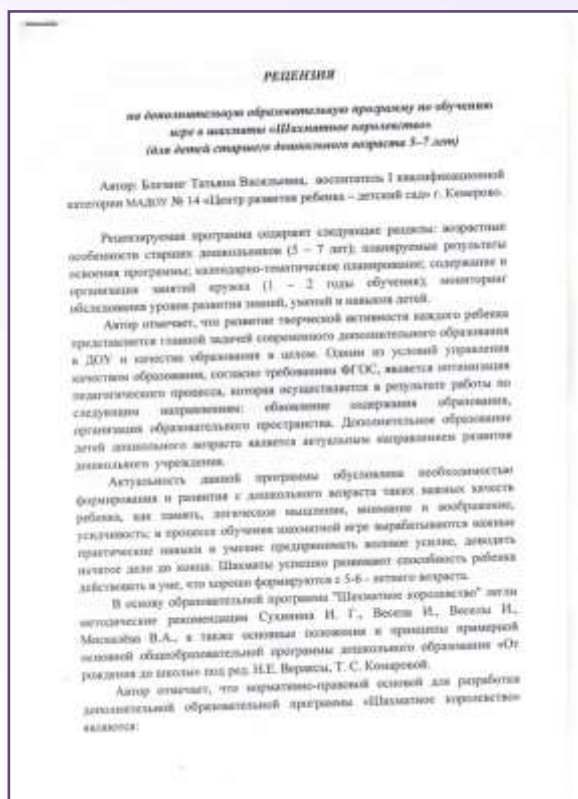 РЕЦЕНЗИЯ
на дополнительную образовательную программу по обучению
игре в шахматы «Шахматное королевство»
(для детей старшего дошкольного возраста 5–7 лет)
Автор: Татьяна Васильевна, воспитатель I квалификационной
категории МАДОУ № 14 «Центр развития ребенка – детский сад» г. Кемерово.
Рецензируемая программа содержит следующие разделы: возрастные
особенности старших дошкольников (5 – 7 лет); планируемые результаты
освоения программы; календарно-тематическое планирование; содержание и
организация занятий кружка (1 – 2 годы обучения); мониторинг
обследования уровня развития знаний, умений и навыков детей.
Автор отмечает, что развитие творческой активности каждого ребенка
представляется главной задачей современного дополнительного образования
в ДОУ и качества образования в целом. Одним из условий управления
качеством образования, согласно требованиям ФГОС, является оптимизация
педагогического процесса, которая осуществляется в результате работы по
следующим направлениям: обновление содержания образования,
организация образовательного пространства. Дополнительное образование
детей дошкольного возраста является актуальным направлением развития
дошкольного учреждения.
Актуальность данной программы обусловлена необходимостью
формирования и развития с дошкольного возраста таких важных качеств
ребенка, как память, логическое мышление, внимание и воображение,
усидчивость; в процессе обучения шахматной игре вырабатываются важные
практические навыки и умение предпринимать волевое усилие, доводить
начатое дело до конца. Шахматы успешно развивают способность ребенка
действовать в уме, что хорошо формируются с 5-6 - летнего возраста.
В основу образовательной программы "Шахматное королевство" легли
методические рекомендации Сухина И. Г., Весела И., Веселы И.,
В.А., а также основные положения и принципы примерной
основной общеобразовательной программы дошкольного образования «От
рождения до школы» под ред. Н.Е. Вераксы, Т. С. Комаровой.
Автор отмечает, что нормативно-правовой основой для разработки
дополнительной образовательной программы «Шахматное королевство»
являются: